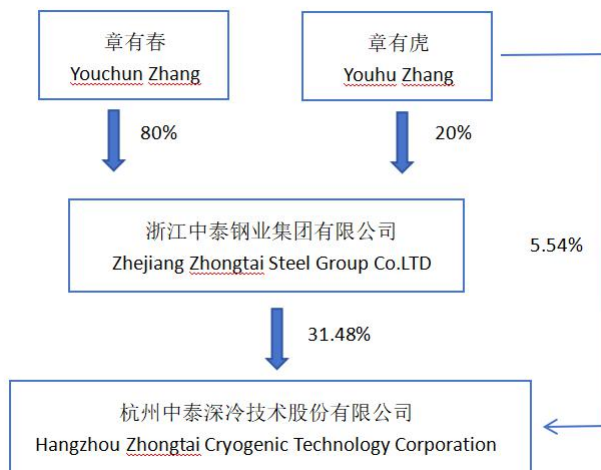 章有春
Youchun Zhang
章有虎
Youhu Zhang
80%
20%
浙江中泰钢业集团有限公司
Zhejiang Zhongtai Steel Group Co.LTD
5.54%
31.48%
杭州中泰深冷技术股份有限公司
Hangzhou Zhongtai Cryogenic Technology Corporation